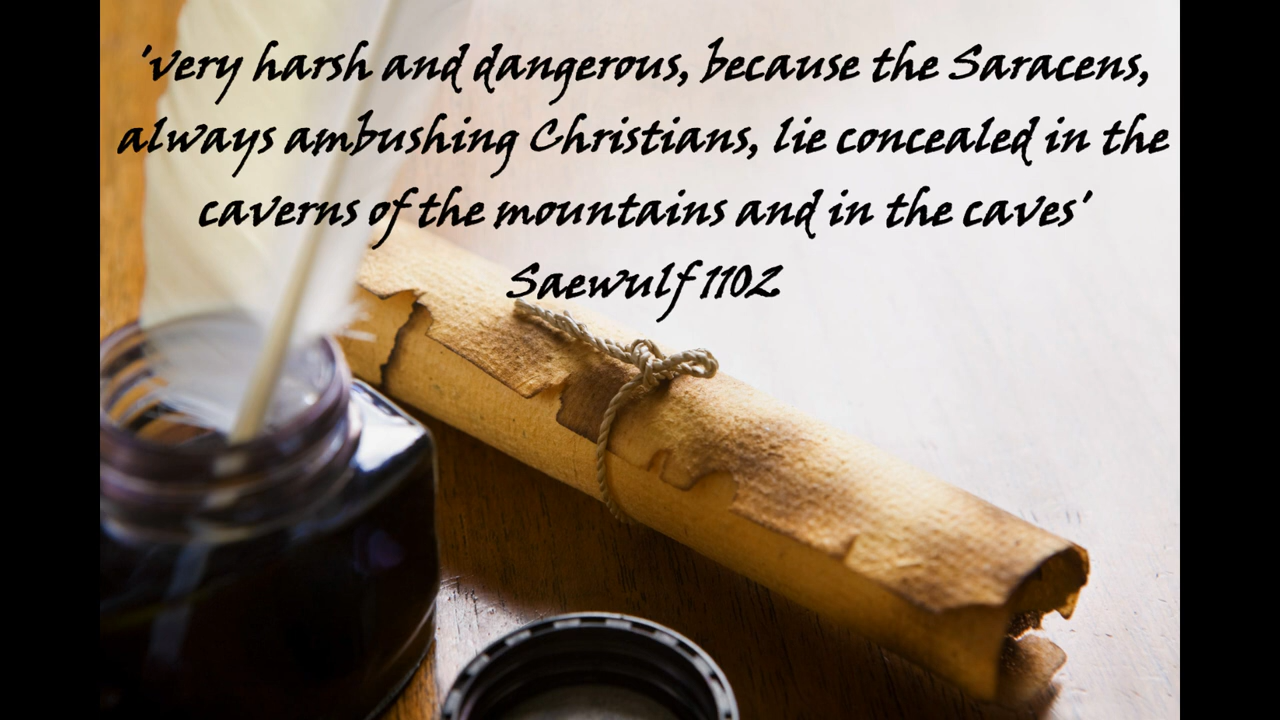 'very harsh and dangerous, because the Saracens,
always ambushing Christians, lie concealed in the
caverns of the mountains and in the caves'
Saewulf 1102